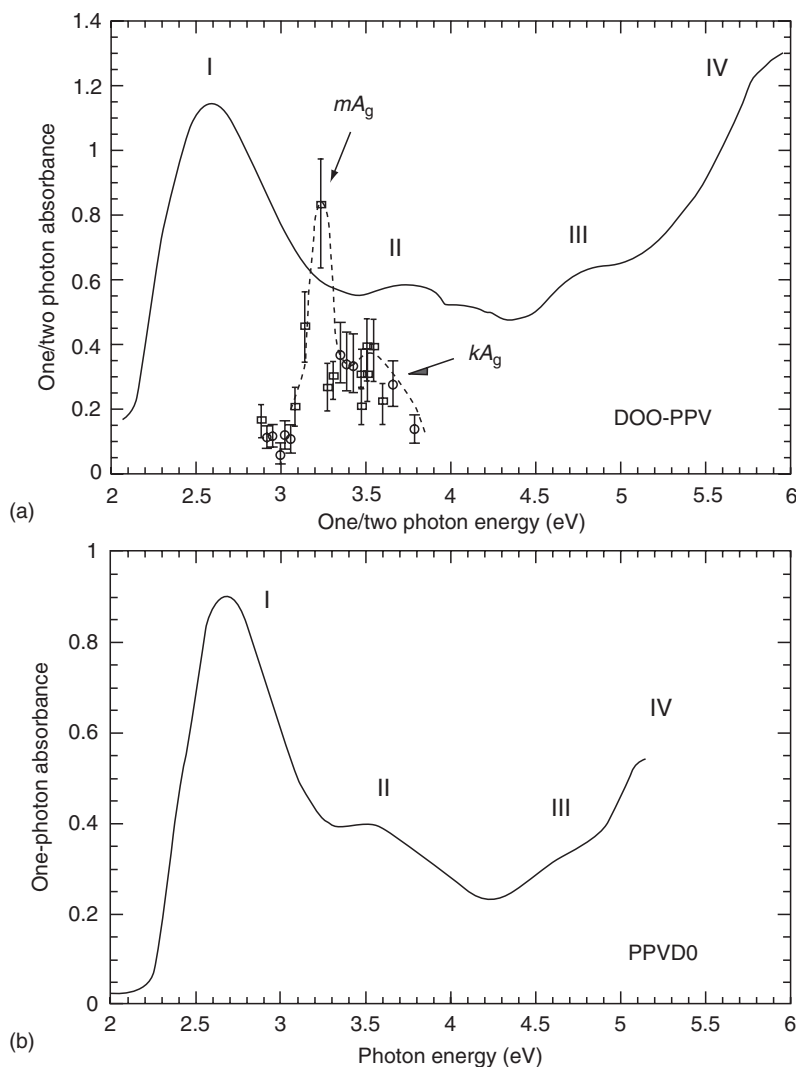 1.4
1.2
1
0.8
0.6
0.4
0.2
0
One/two photon absorbance
I
II
III
IV
mAg
kAg
DOO-PPV
2 2.5 3 3.5 4 4.5 5 5.5 6
(a)
One/two photon energy (eV)
1
0.8
0.6
0.4
0.2
0
One-photon absorbance
I
II
III
IV
PPVD0
2 2.5 3 3.5 4 4.5 5 5.5 6
(b)
Photon energy (eV)